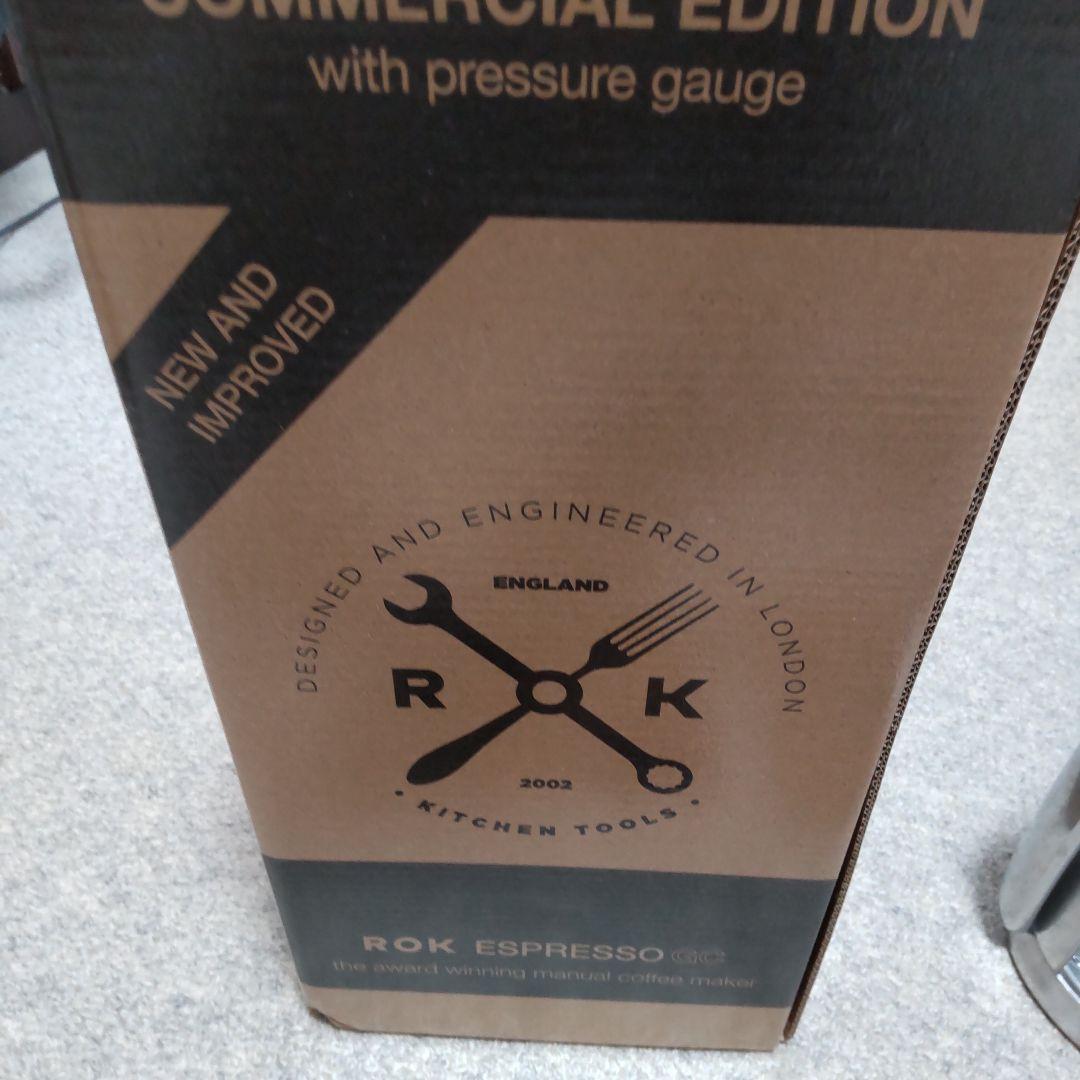 COMMERCIAL EDITION
with pressure gauge
NEW AND
IMPROVED
DESIGNED AND ENGINEERED IN LONDON
ENGLAND
R O K
2002
• KITCHEN TOOLS •
ROK ESPRESSO GC
the award winning manual coffee maker